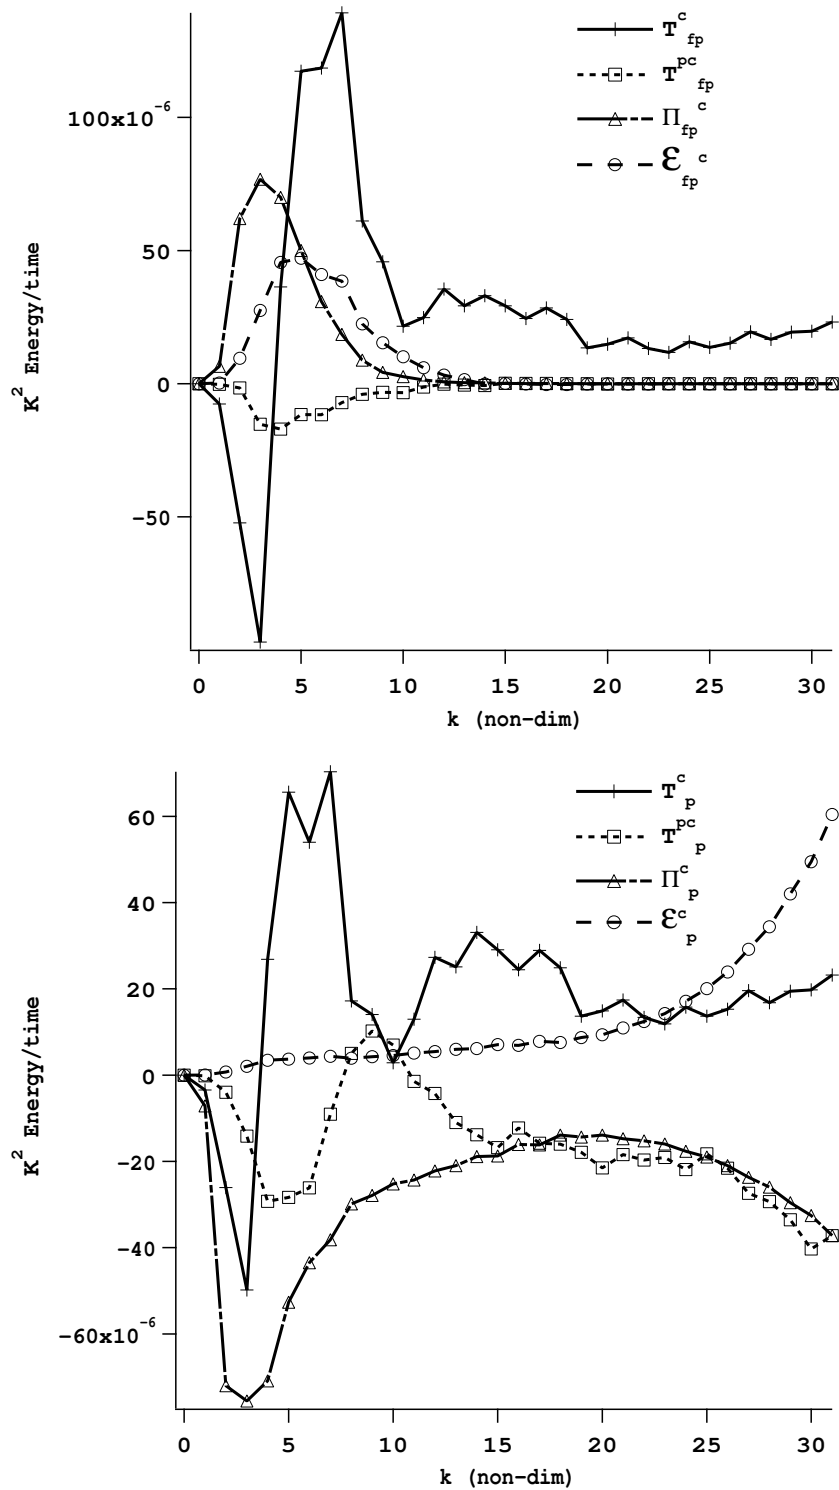 T^c_fp
T^pc_fp
Π_fp^c
ε_fp^c
100x10^-6
50
0
-50
K^2 Energy/time
0 5 10 15 20 25 30
k (non-dim)
T^c_p
T^pc_p
Π^c_p
ε^c_p
60
40
20
0
-20
-40
-60x10^-6
K^2 Energy/time
0 5 10 15 20 25 30
k (non-dim)